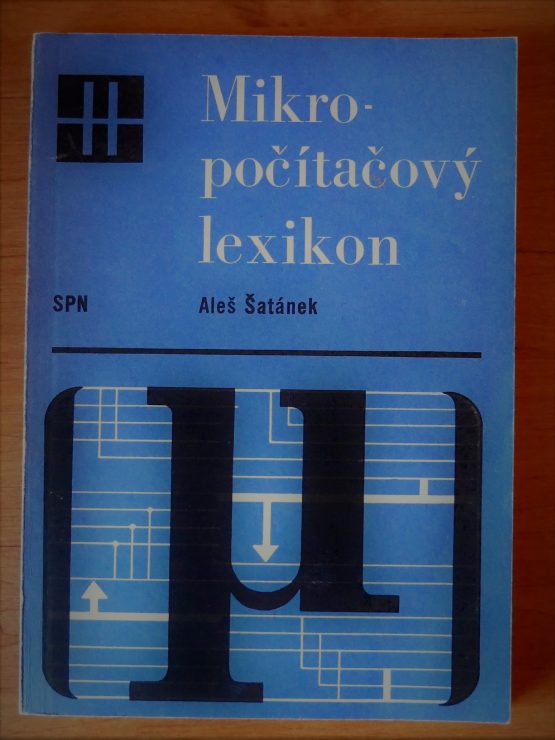 Mikro-
počítačový
lexikon
SPN Aleš Šatánek
µ